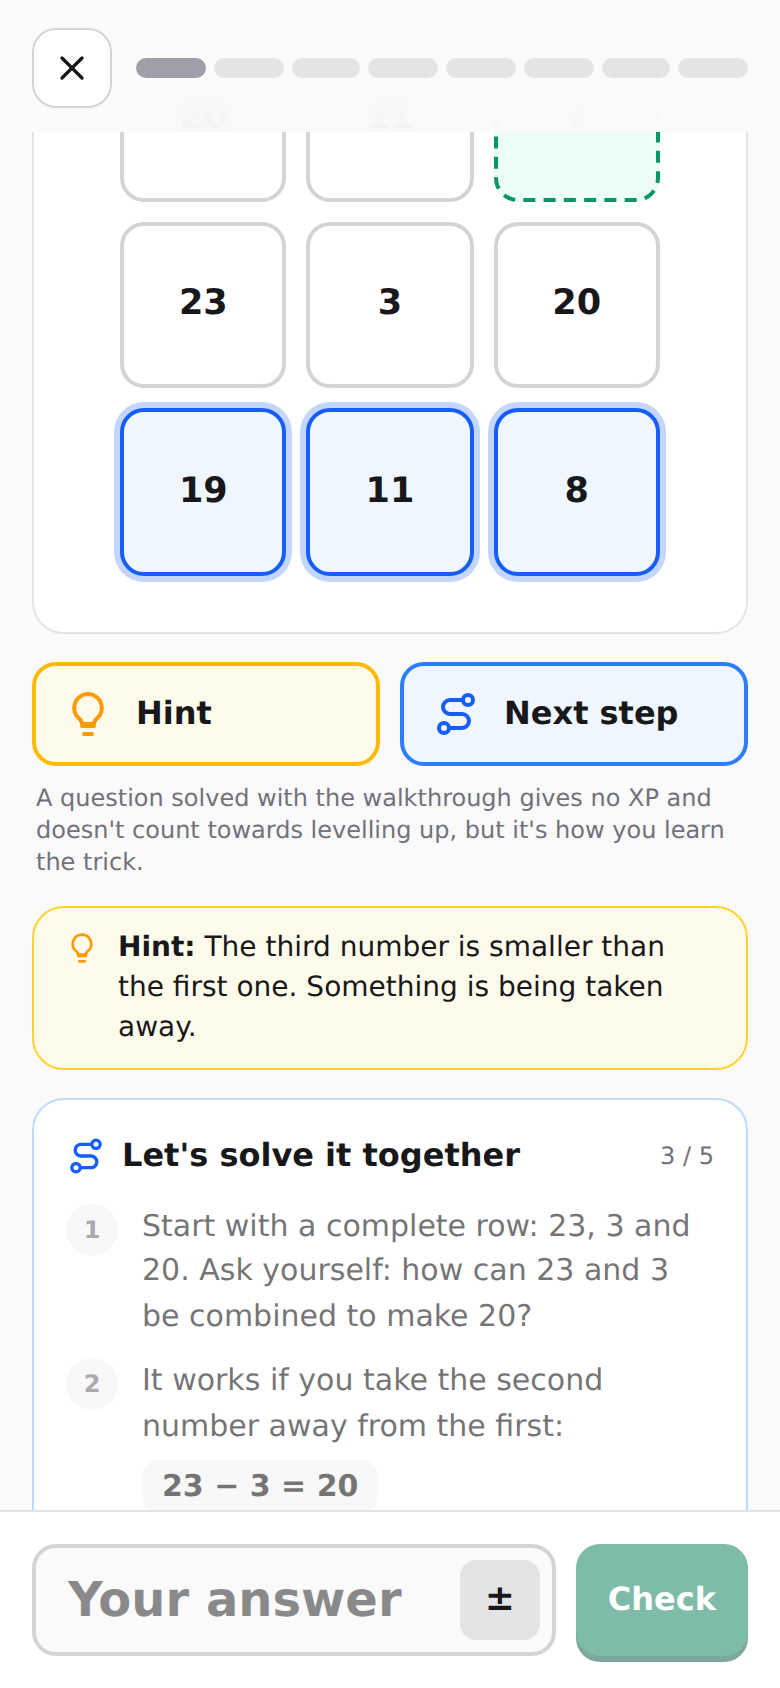 20 11
23 3 20
19 11 8
Hint
Next step
A question solved with the walkthrough gives no XP and
doesn't count towards levelling up, but it's how you learn
the trick.
Hint: The third number is smaller than
the first one. Something is being taken
away.
Let's solve it together 3 / 5
1 Start with a complete row: 23, 3 and
20. Ask yourself: how can 23 and 3
be combined to make 20?
2 It works if you take the second
number away from the first:
23 − 3 = 20
Your answer ± Check